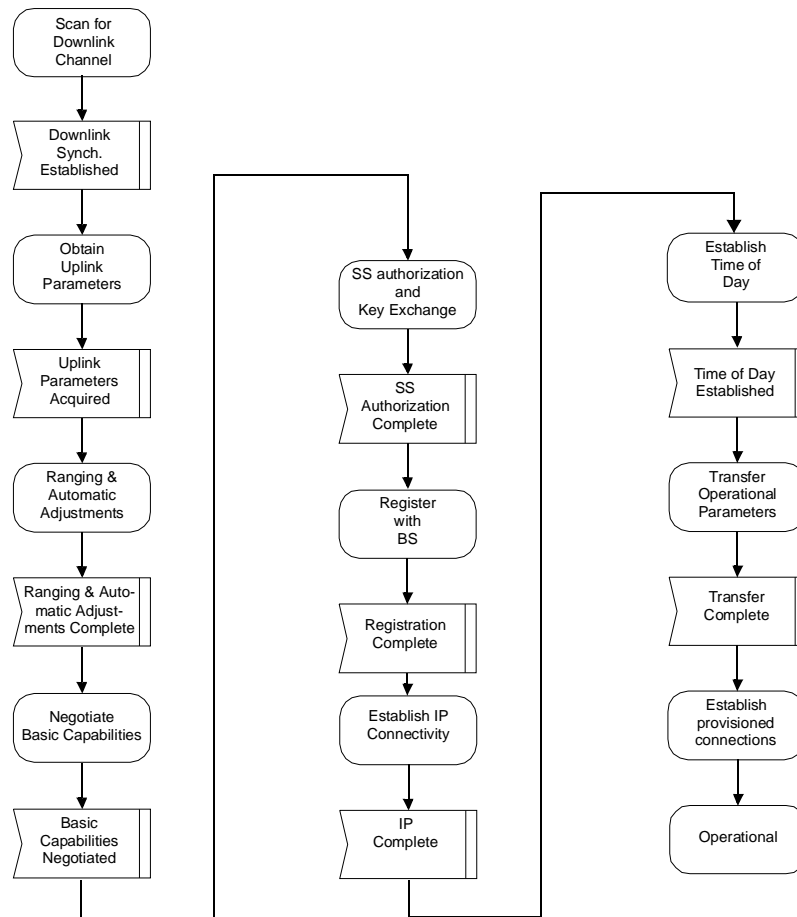 Scan for
Downlink
Channel
Downlink
Synch.
Established
Obtain
Uplink
Parameters
Uplink
Parameters
Acquired
Ranging &
Automatic
Adjustments
Ranging & Auto-
matic Adjust-
ments Complete
Negotiate
Basic Capabilities
Basic
Capabilities
Negotiated
SS authorization
and
Key Exchange
SS
Authorization
Complete
Register
with
BS
Registration
Complete
Establish IP
Connectivity
IP
Complete
Establish
Time of
Day
Time of Day
Established
Transfer
Operational
Parameters
Transfer
Complete
Establish
provisioned
connections
Operational